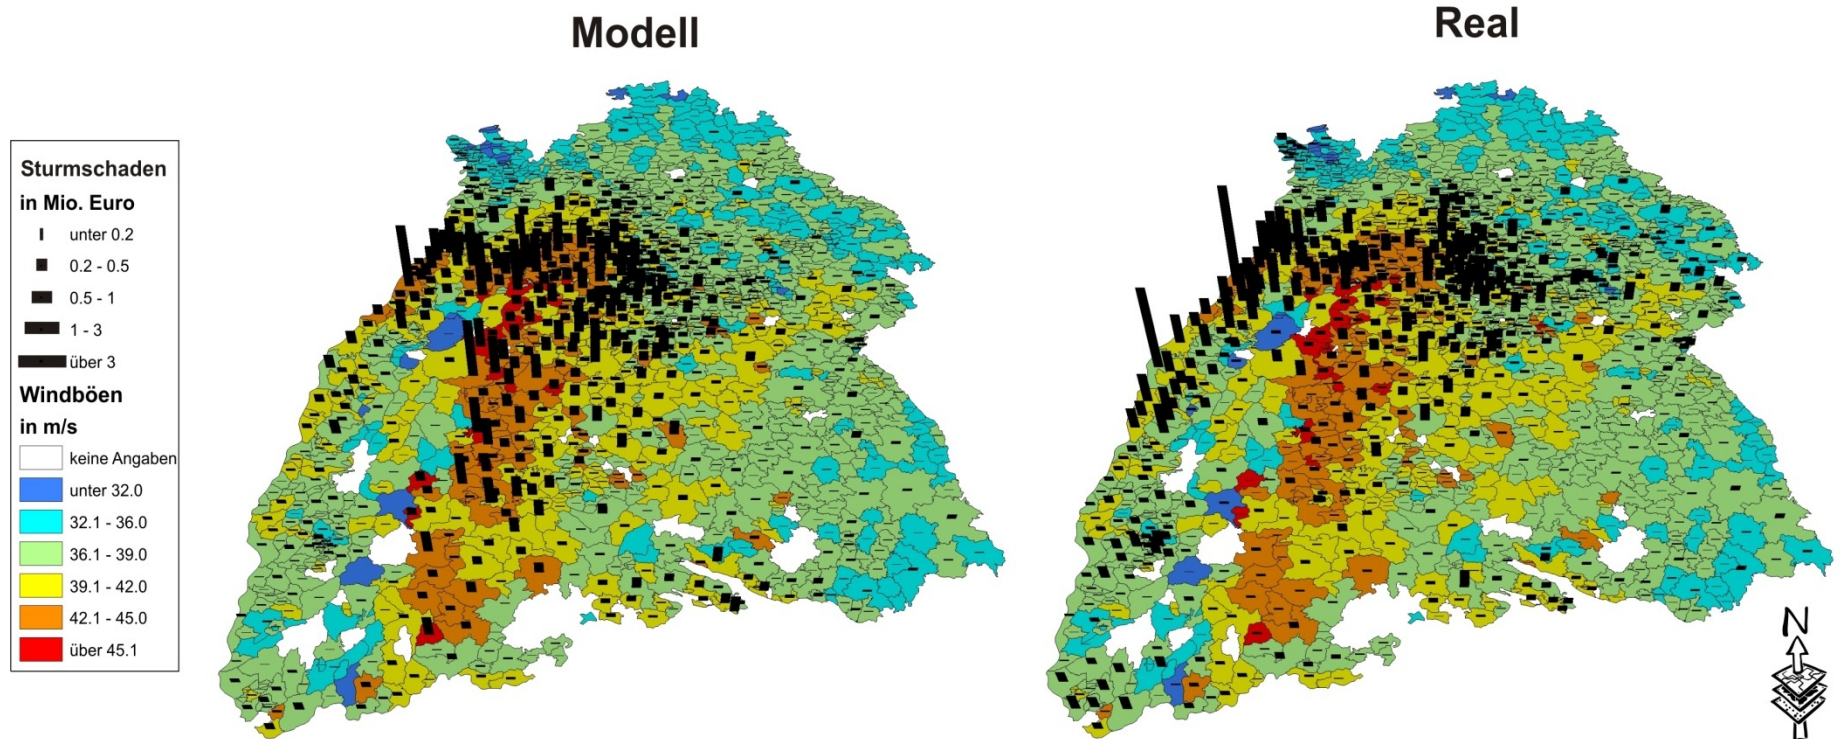 Modell
Real
Sturmschaden
in Mio. Euro
unter 0.2
0.2 - 0.5
0.5 - 1
1 - 3
über 3
Windböen
in m/s
keine Angaben
unter 32.0
32.1 - 36.0
36.1 - 39.0
39.1 - 42.0
42.1 - 45.0
über 45.1
N